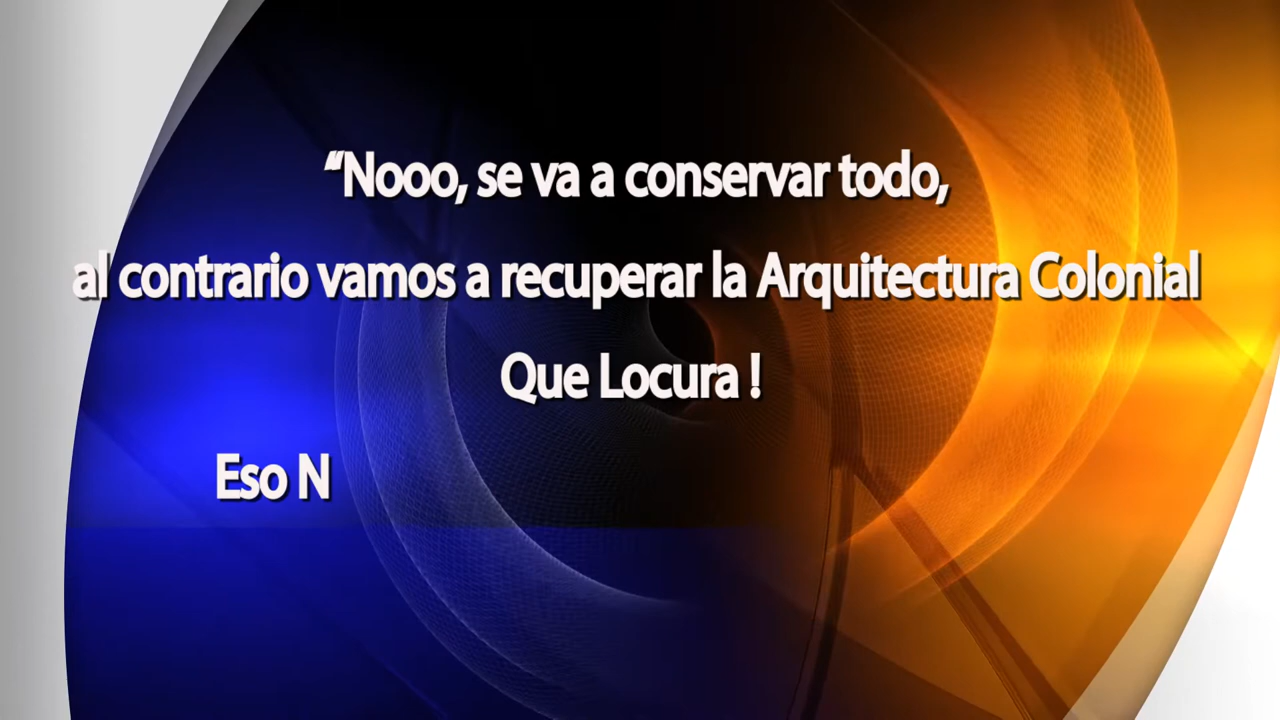 “Nooo, se va a conservar todo,
al contrario vamos a recuperar la Arquitectura Colonial
Que Locura !
Eso N